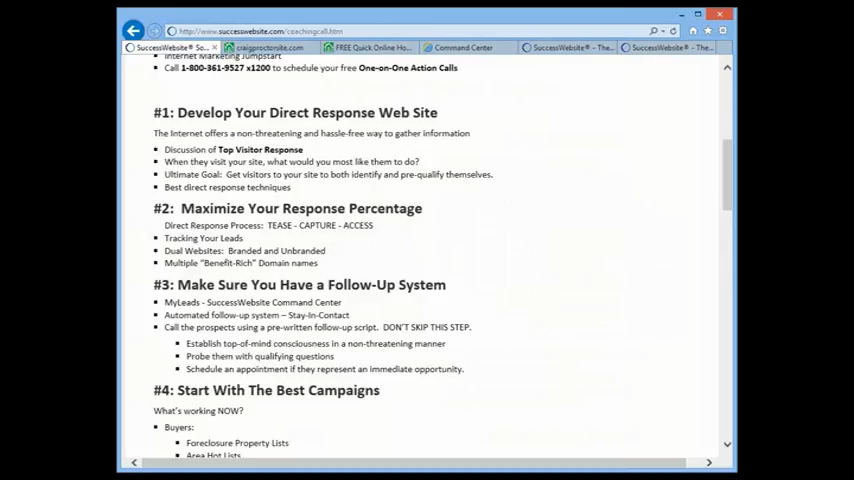 http://www.successwebsite.com/coachingcall.htm
SuccessWebsite® So...
craigproctorsite.com
FREE Quick Online Ho...
Command Center
SuccessWebsite® - The...
SuccessWebsite® - The...
Internet Marketing Jumpstart
Call 1-800-361-9527 x1200 to schedule your free One-on-One Action Calls
#1: Develop Your Direct Response Web Site
The Internet offers a non-threatening and hassle-free way to gather information
Discussion of Top Visitor Response
When they visit your site, what would you most like them to do?
Ultimate Goal: Get visitors to your site to both identify and pre-qualify themselves.
Best direct response techniques
#2: Maximize Your Response Percentage
Direct Response Process: TEASE - CAPTURE - ACCESS
Tracking Your Leads
Dual Websites: Branded and Unbranded
Multiple "Benefit-Rich" Domain names
#3: Make Sure You Have a Follow-Up System
MyLeads - SuccessWebsite Command Center
Automated follow-up system – Stay-In-Contact
Call the prospects using a pre-written follow-up script. DON'T SKIP THIS STEP.
Establish top-of-mind consciousness in a non-threatening manner
Probe them with qualifying questions
Schedule an appointment if they represent an immediate opportunity.
#4: Start With The Best Campaigns
What's working NOW?
Buyers:
Foreclosure Property Lists
Area Hot Lists